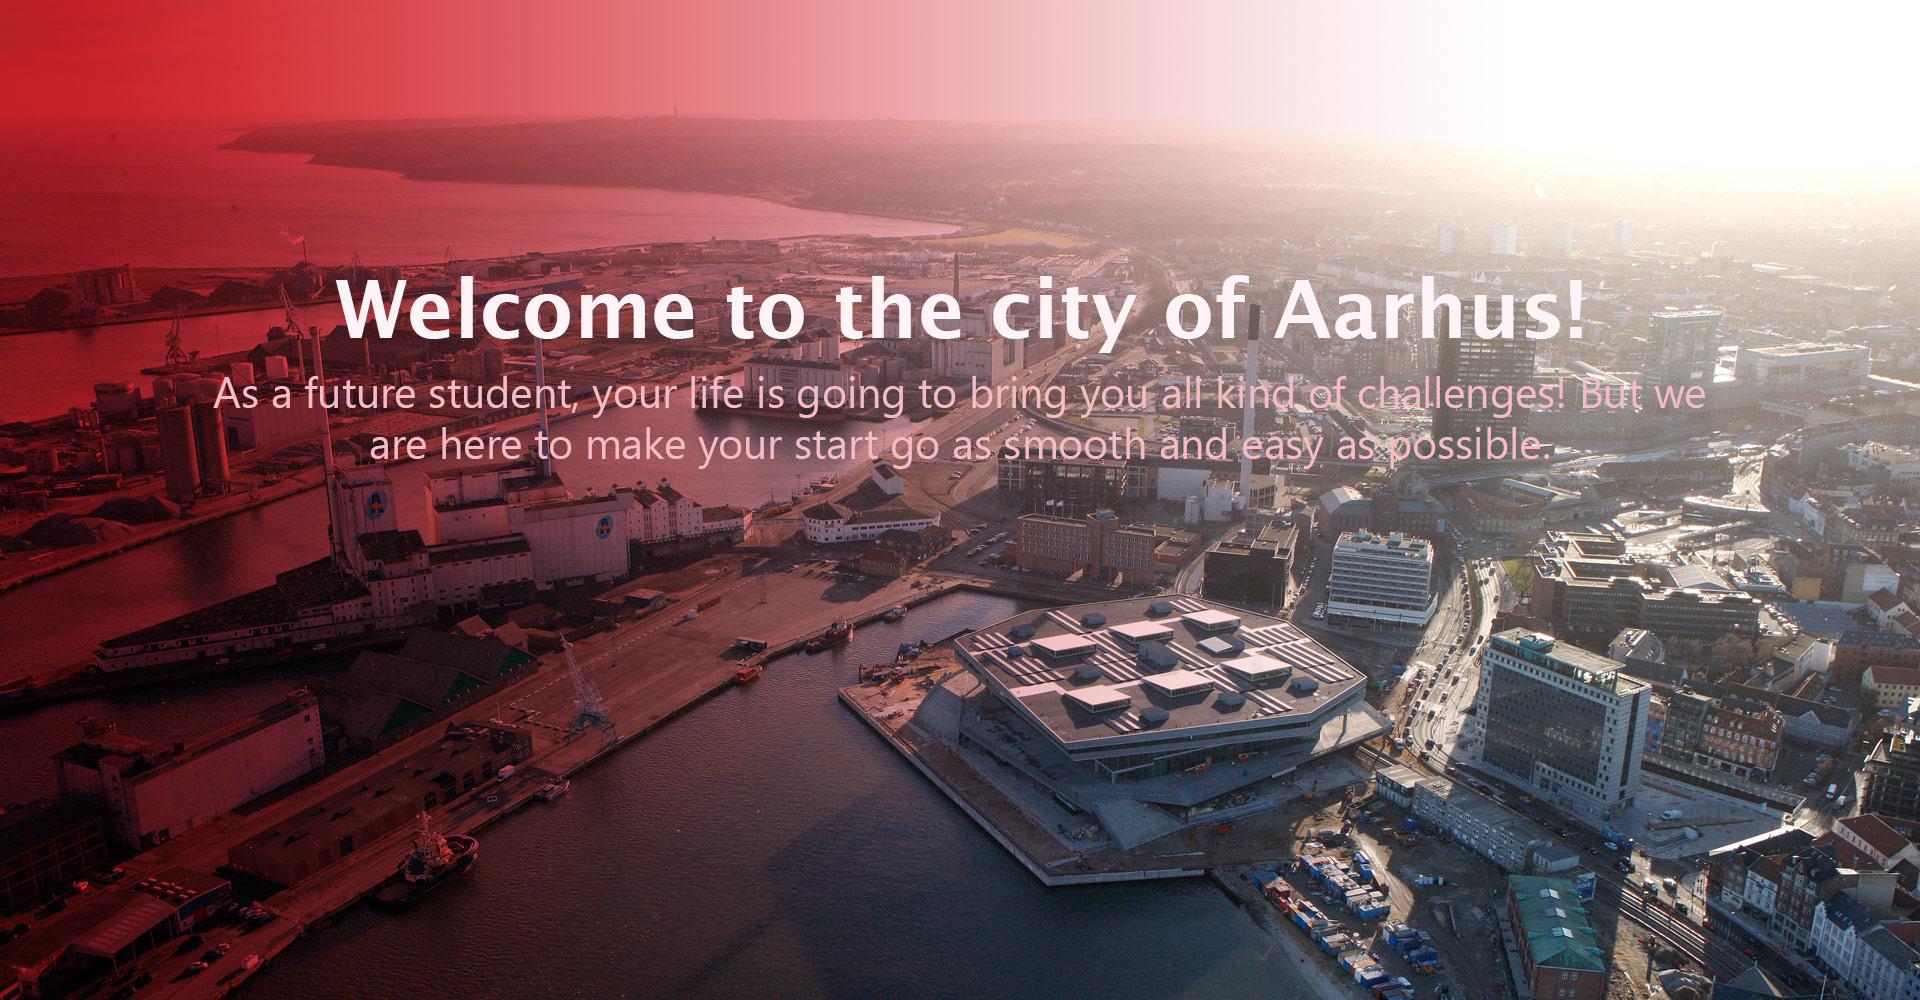 Welcome to the city of Aarhus!
As a future student, your life is going to bring you all kind of challenges! But we
are here to make your start go as smooth and easy as possible.